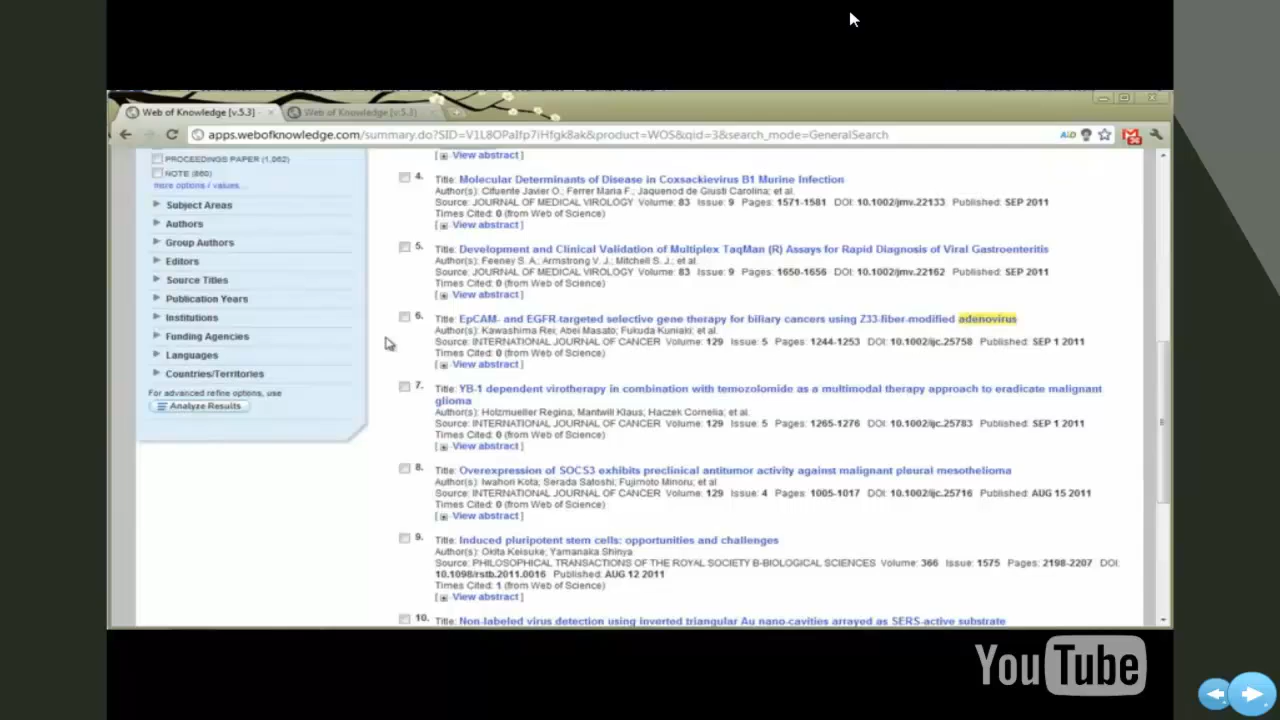 Web of Knowledge [v.5.3] -
Web of Knowledge [v.5.3]
apps.webofknowledge.com/summary.do?SID=V1L8OPaIfp7iHfgk8ak&product=WOS&qid=3&search_mode=GeneralSearch
PROCEEDINGS PAPER (1,062)
NOTE (860)
more options / values...
Subject Areas
Authors
Group Authors
Editors
Source Titles
Publication Years
Institutions
Funding Agencies
Languages
Countries/Territories
For advanced refine options, use
Analyze Results
View abstract ]
4. Title: Molecular Determinants of Disease in Coxsackievirus B1 Murine Infection
Author(s): Cifuente Javier O.; Ferrer Maria F.; Jaquenod de Giusti Carolina; et al.
Source: JOURNAL OF MEDICAL VIROLOGY Volume: 83 Issue: 9 Pages: 1571-1581 DOI: 10.1002/jmv.22133 Published: SEP 2011
Times Cited: 0 (from Web of Science)
[ View abstract ]
5. Title: Development and Clinical Validation of Multiplex TaqMan (R) Assays for Rapid Diagnosis of Viral Gastroenteritis
Author(s): Feeney S. A.; Armstrong V. J.; Mitchell S. J.; et al.
Source: JOURNAL OF MEDICAL VIROLOGY Volume: 83 Issue: 9 Pages: 1650-1656 DOI: 10.1002/jmv.22162 Published: SEP 2011
Times Cited: 0 (from Web of Science)
[ View abstract ]
6. Title: EpCAM- and EGFR-targeted selective gene therapy for biliary cancers using Z33-fiber-modified adenovirus
Author(s): Kawashima Rei; Abei Masato; Fukuda Kuniaki; et al.
Source: INTERNATIONAL JOURNAL OF CANCER Volume: 129 Issue: 5 Pages: 1244-1253 DOI: 10.1002/ijc.25758 Published: SEP 1 2011
Times Cited: 0 (from Web of Science)
[ View abstract ]
7. Title: YB-1 dependent virotherapy in combination with temozolomide as a multimodal therapy approach to eradicate malignant
glioma
Author(s): Holzmueller Regina; Mantwill Klaus; Haczek Cornelia; et al.
Source: INTERNATIONAL JOURNAL OF CANCER Volume: 129 Issue: 5 Pages: 1265-1276 DOI: 10.1002/ijc.25783 Published: SEP 1 2011
Times Cited: 0 (from Web of Science)
[ View abstract ]
8. Title: Overexpression of SOCS3 exhibits preclinical antitumor activity against malignant pleural mesothelioma
Author(s): Iwahori Kota; Serada Satoshi; Fujimoto Minoru; et al.
Source: INTERNATIONAL JOURNAL OF CANCER Volume: 129 Issue: 4 Pages: 1005-1017 DOI: 10.1002/ijc.25716 Published: AUG 15 2011
Times Cited: 0 (from Web of Science)
[ View abstract ]
9. Title: Induced pluripotent stem cells: opportunities and challenges
Author(s): Okita Keisuke; Yamanaka Shinya
Source: PHILOSOPHICAL TRANSACTIONS OF THE ROYAL SOCIETY B-BIOLOGICAL SCIENCES Volume: 366 Issue: 1575 Pages: 2198-2207 DOI:
10.1098/rstb.2011.0016 Published: AUG 12 2011
Times Cited: 1 (from Web of Science)
[ View abstract ]
10. Title: Non-labeled virus detection using inverted triangular Au nano-cavities arrayed as SERS-active substrate
YouTube